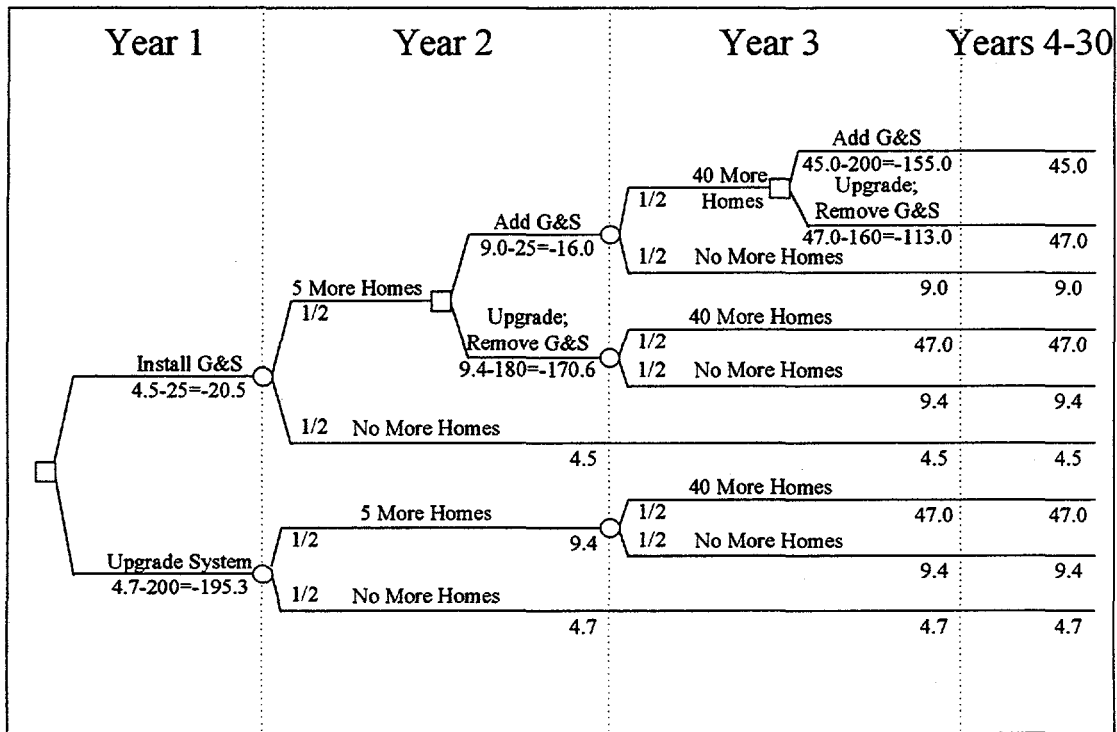 Year 1
Year 2
Year 3
Years 4-30
Add G&S
45.0-200=-155.0
45.0
40 More
Homes
1/2
Upgrade;
Remove G&S
47.0-160=-113.0
47.0
Add G&S
9.0-25=-16.0
1/2
No More Homes
9.0
9.0
5 More Homes
1/2
Upgrade;
Remove G&S
9.4-180=-170.6
40 More Homes
1/2
47.0
47.0
1/2
No More Homes
9.4
9.4
Install G&S
4.5-25=-20.5
1/2
No More Homes
4.5
4.5
4.5
5 More Homes
1/2
9.4
40 More Homes
1/2
47.0
47.0
1/2
No More Homes
9.4
9.4
Upgrade System
4.7-200=-195.3
1/2
No More Homes
4.7
4.7
4.7